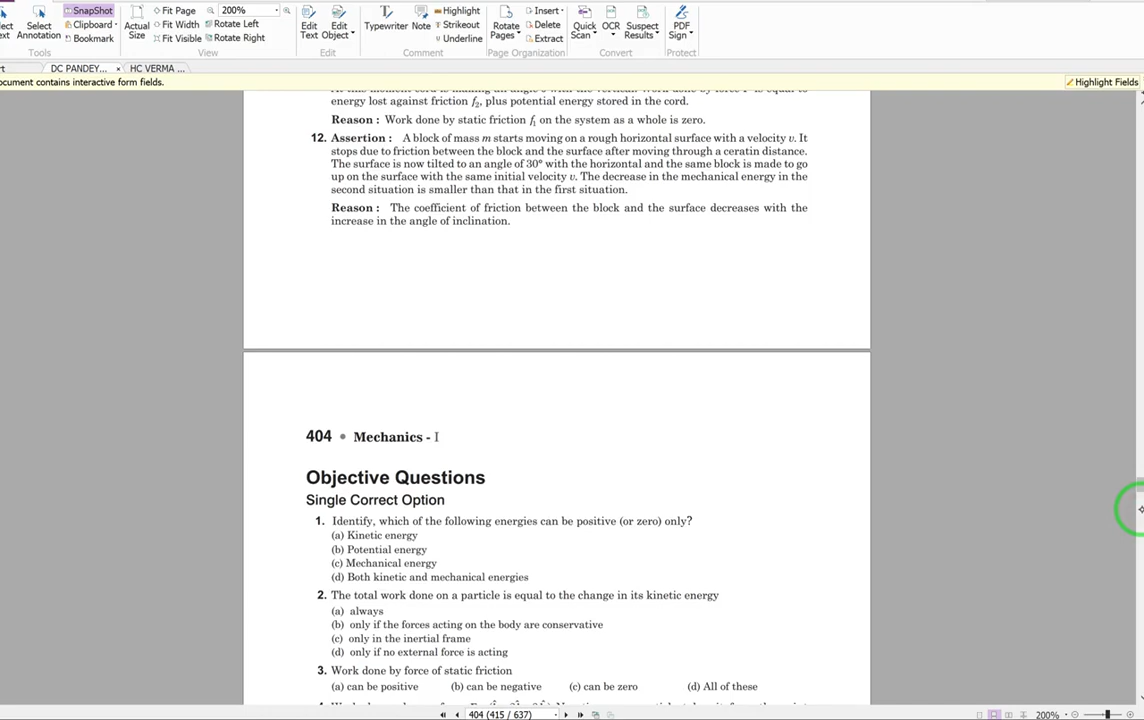 SnapShot
Fit Page
200%
Highlight
Insert
Clipboard
Fit Width
Rotate Left
Strikeout
Delete
Bookmark
Fit Visible
Rotate Right
Underline
Extract
Select
Annotation
Actual
Size
Edit
Text
Edit
Object
Typewriter
Note
Rotate
Pages
Quick
Scan
OCR
Suspect
Results
PDF
Sign
Tools
View
Edit
Comment
Page Organization
Convert
Protect
DC PANDEY...
HC VERMA ...
ocument contains interactive form fields.
Highlight Fields
energy lost against friction f₂, plus potential energy stored in the cord.
Reason : Work done by static friction f₁ on the system as a whole is zero.
12. Assertion : A block of mass m starts moving on a rough horizontal surface with a velocity v. It
stops due to friction between the block and the surface after moving through a ceratin distance.
The surface is now tilted to an angle of 30° with the horizontal and the same block is made to go
up on the surface with the same initial velocity v. The decrease in the mechanical energy in the
second situation is smaller than that in the first situation.
Reason : The coefficient of friction between the block and the surface decreases with the
increase in the angle of inclination.
404 • Mechanics - I
Objective Questions
Single Correct Option
1. Identify, which of the following energies can be positive (or zero) only?
(a) Kinetic energy
(b) Potential energy
(c) Mechanical energy
(d) Both kinetic and mechanical energies
2. The total work done on a particle is equal to the change in its kinetic energy
(a) always
(b) only if the forces acting on the body are conservative
(c) only in the inertial frame
(d) only if no external force is acting
3. Work done by force of static friction
(a) can be positive (b) can be negative (c) can be zero (d) All of these
404 (415 / 637)
200%